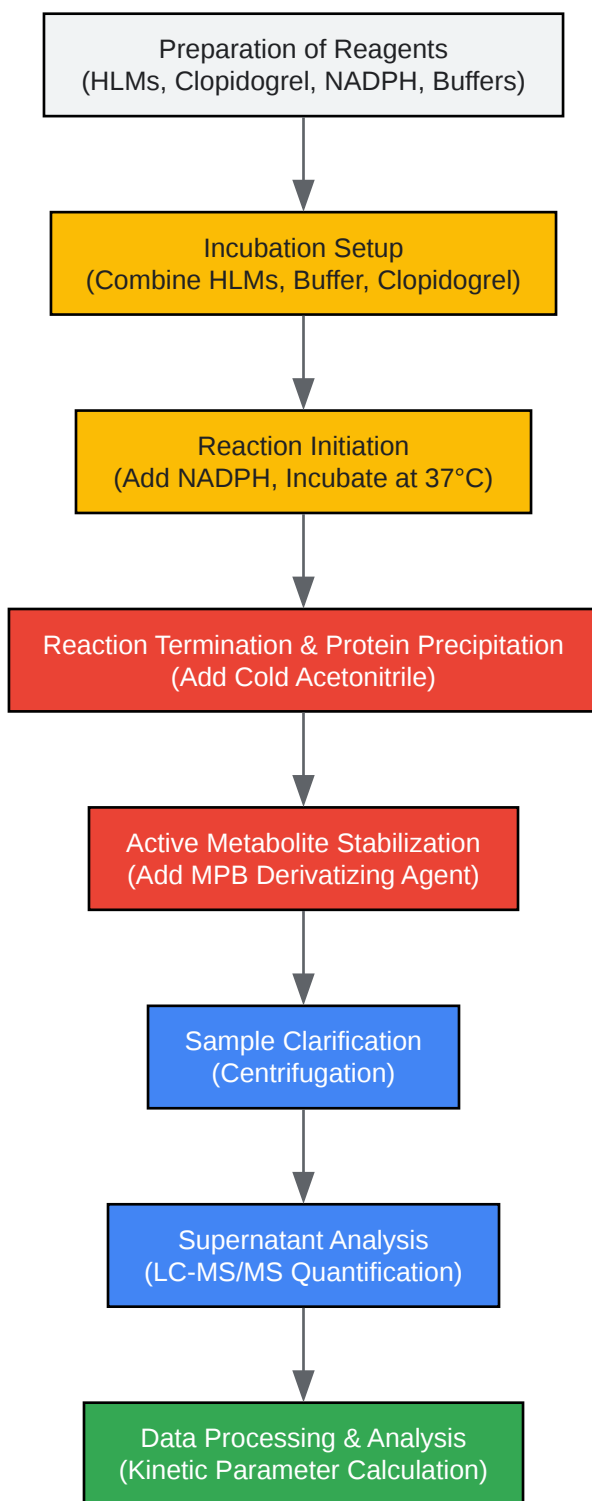 Preparation of Reagents
(HLMs, Clopidogrel, NADPH, Buffers)
Incubation Setup
(Combine HLMs, Buffer, Clopidogrel)
Reaction Initiation
(Add NADPH, Incubate at 37°C)
Reaction Termination & Protein Precipitation
(Add Cold Acetonitrile)
Active Metabolite Stabilization
(Add MPB Derivatizing Agent)
Sample Clarification
(Centrifugation)
Supernatant Analysis
(LC-MS/MS Quantification)
Data Processing & Analysis
(Kinetic Parameter Calculation)